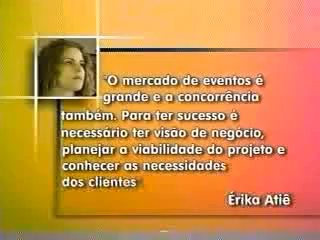 "O mercado de eventos é
grande e a concorrência
também. Para ter sucesso é
necessário ter visão de negócio,
planejar a viabilidade do projeto e
conhecer as necessidades
dos clientes
Érika Atiê